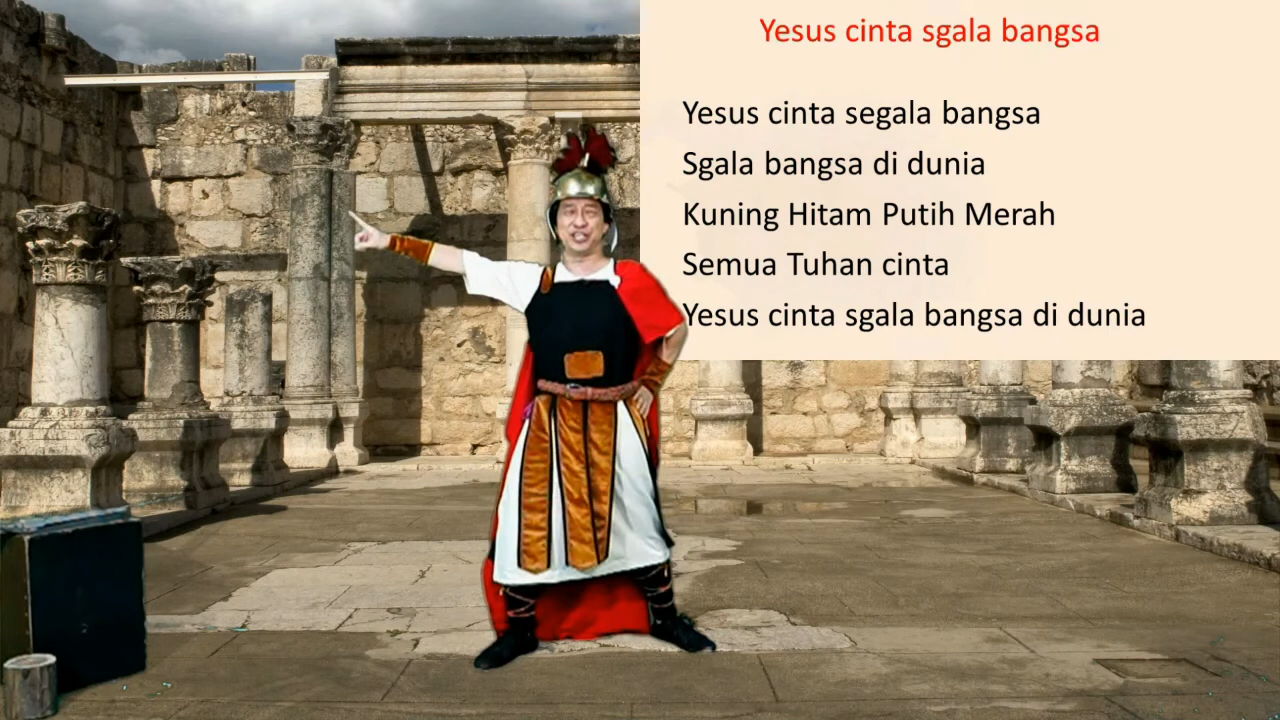 Yesus cinta sgala bangsa
Yesus cinta segala bangsa
Sgala bangsa di dunia
Kuning Hitam Putih Merah
Semua Tuhan cinta
Yesus cinta sgala bangsa di dunia